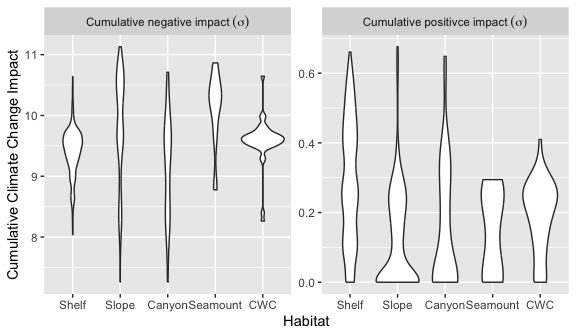 Cumulative negative impact (σ)
Cumulative positivce impact (σ)
Cumulative Climate Change Impact
11
10
9
8
0.6
0.4
0.2
0.0
Shelf Slope Canyon Seamount CWC
Shelf Slope Canyon Seamount CWC
Habitat